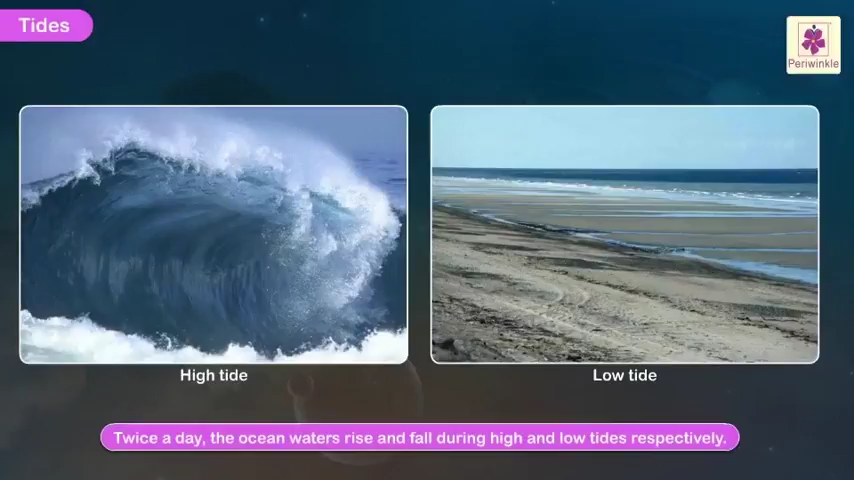 Tides
Periwinkle
High tide
Low tide
Twice a day, the ocean waters rise and fall during high and low tides respectively.